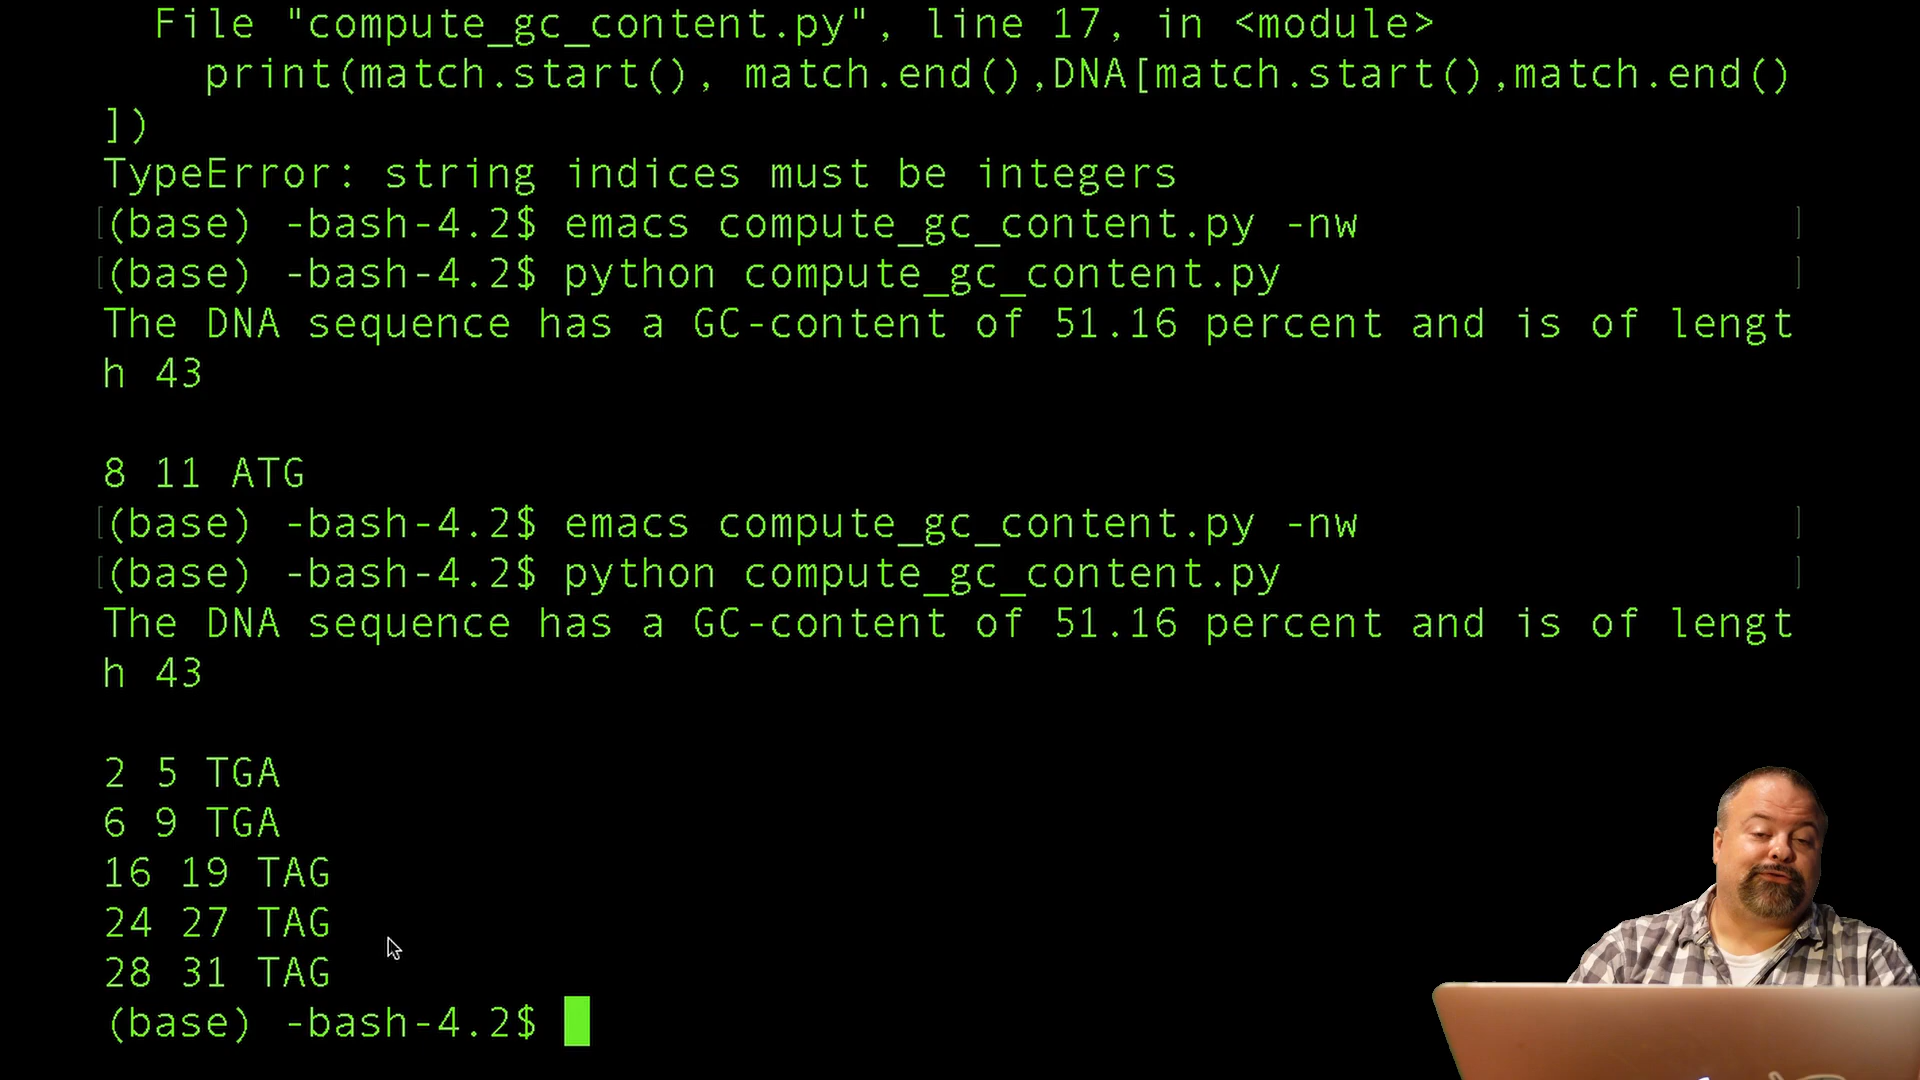 File "compute_gc_content.py", line 17, in <module>
print(match.start(), match.end(),DNA[match.start(),match.end()
])
TypeError: string indices must be integers
[(base) -bash-4.2$ emacs compute_gc_content.py -nw ]
[(base) -bash-4.2$ python compute_gc_content.py ]
The DNA sequence has a GC-content of 51.16 percent and is of lengt
h 43
8 11 ATG
[(base) -bash-4.2$ emacs compute_gc_content.py -nw ]
[(base) -bash-4.2$ python compute_gc_content.py ]
The DNA sequence has a GC-content of 51.16 percent and is of lengt
h 43
2 5 TGA
6 9 TGA
16 19 TAG
24 27 TAG
28 31 TAG
(base) -bash-4.2$